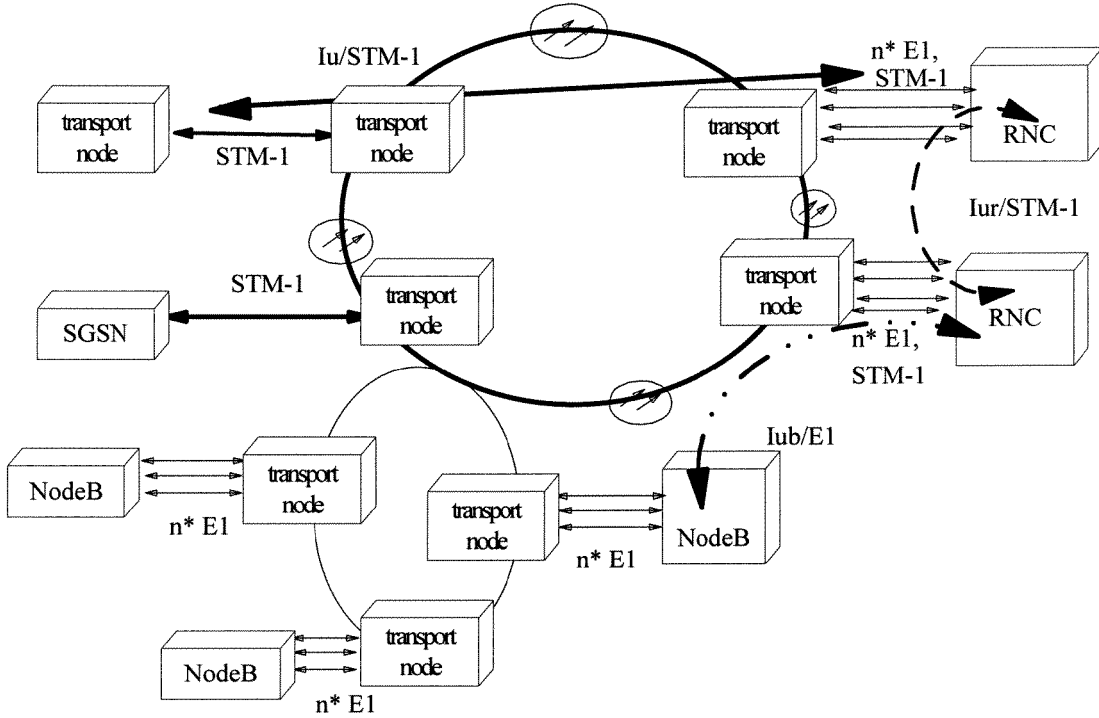 Iu/STM-1
n* E1,
STM-1
transport
node
STM-1
transport
node
transport
node
RNC
Iur/STM-1
STM-1
SGSN
transport
node
transport
node
n* E1,
STM-1
RNC
Iub/E1
NodeB
n* E1
transport
node
transport
node
n* E1
NodeB
NodeB
n* E1
transport
node